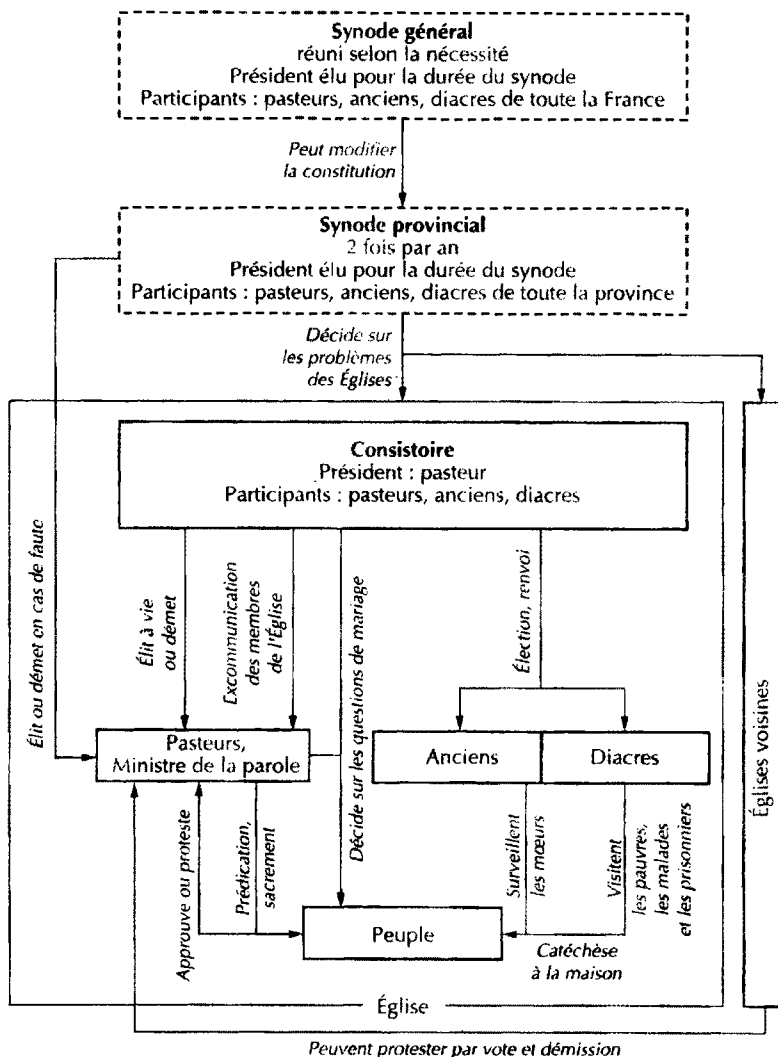 Synode général
réuni selon la nécessité
Président élu pour la durée du synode
Participants : pasteurs, anciens, diacres de toute la France
Peut modifier
la constitution
Synode provincial
2 fois par an
Président élu pour la durée du synode
Participants : pasteurs, anciens, diacres de toute la province
Décide sur
les problèmes
des Églises
Consistoire
Président : pasteur
Participants : pasteurs, anciens, diacres
Élit ou démet en cas de faute
Élit à vie
ou démet
Excommunication
des membres
de l'Église
Décide sur les questions de mariage
Élection, renvoi
Pasteurs,
Ministre de la parole
Anciens
Diacres
Églises voisines
Approuve ou proteste
Prédication,
sacrement
Surveillent
les mœurs
Visitent
les pauvres,
les malades
et les prisonniers
Peuple
Catéchèse
à la maison
Église
Peuvent protester par vote et démission